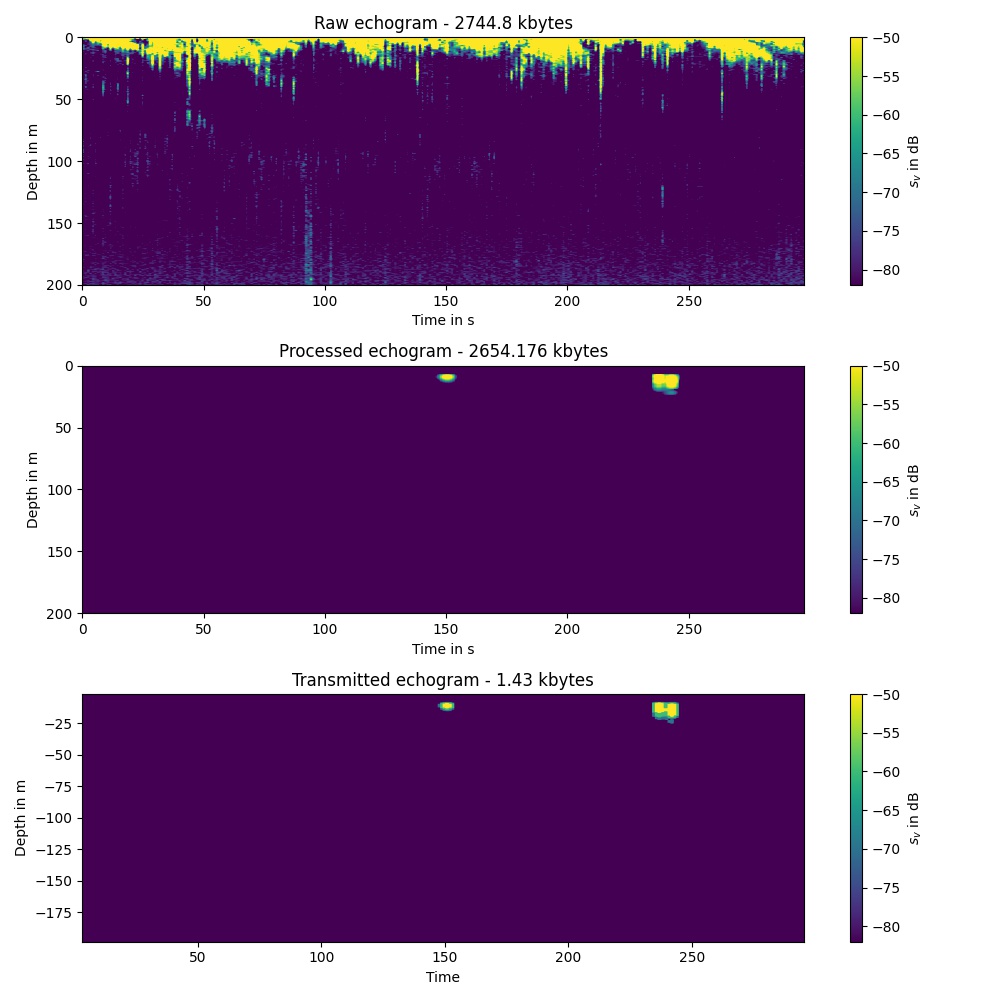 Raw echogram - 2744.8 kbytes
0
50
100
150
200
Depth in m
0 50 100 150 200 250
Time in s
−50
−55
−60
−65
−70
−75
−80
sv in dB
Processed echogram - 2654.176 kbytes
0
50
100
150
200
Depth in m
0 50 100 150 200 250
Time in s
−50
−55
−60
−65
−70
−75
−80
sv in dB
Transmitted echogram - 1.43 kbytes
−25
−50
−75
−100
−125
−150
−175
Depth in m
50 100 150 200 250
Time
−50
−55
−60
−65
−70
−75
−80
sv in dB